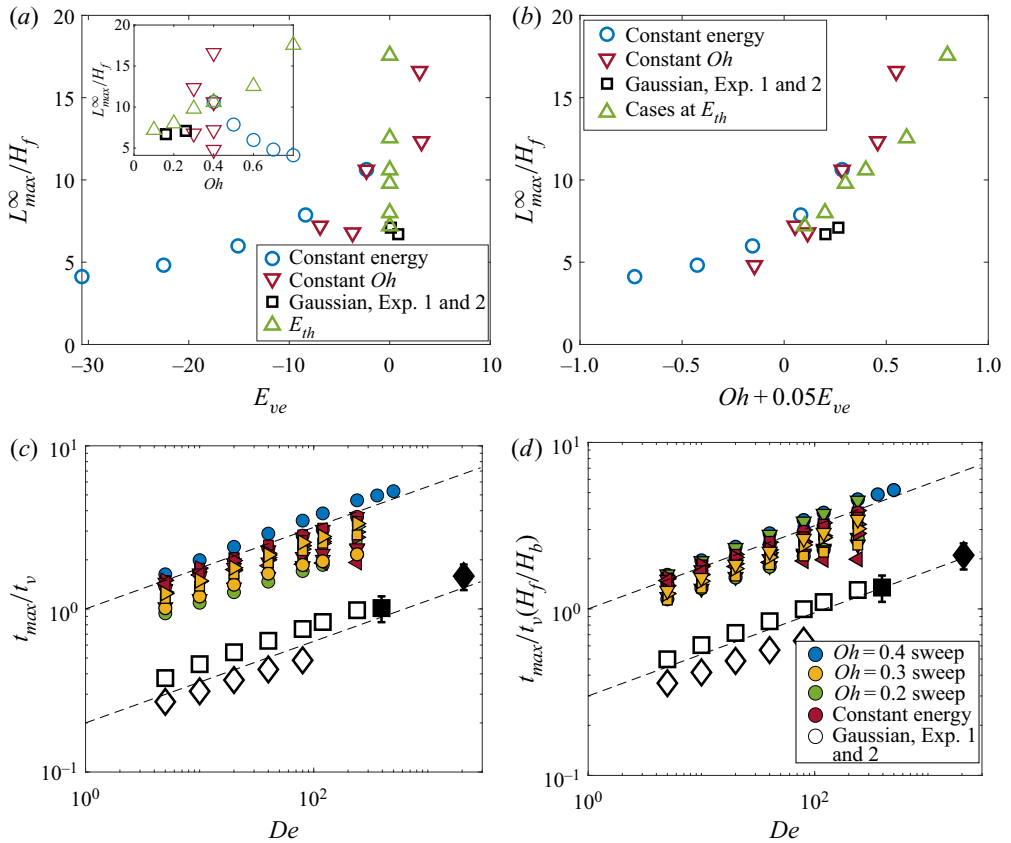 (a)
(b)
20
15
10
5
0
L∞max/Hf
20
15
10
5
0
L∞max/Hf
0 0.2 0.4 0.6
Oh
Constant energy
Constant Oh
Gaussian, Exp. 1 and 2
Eth
−30 −20 −10 0 10
Eve
20
15
10
5
0
L∞max/Hf
Constant energy
Constant Oh
Gaussian, Exp. 1 and 2
Cases at Eth
−1.0 −0.5 0 0.5 1.0
Oh + 0.05Eve
(c)
(d)
10¹
10⁰
10⁻¹
tmax/tν
10⁰ 10²
De
10¹
10⁰
10⁻¹
tmax/tν(Hf/Hb)
Oh = 0.4 sweep
Oh = 0.3 sweep
Oh = 0.2 sweep
Constant energy
Gaussian, Exp. 1
and 2
10⁰ 10²
De